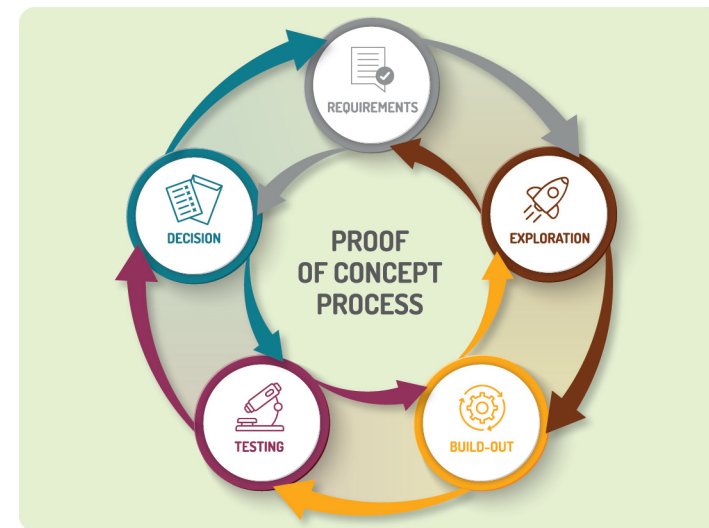 REQUIREMENTS
EXPLORATION
BUILD-OUT
TESTING
DECISION
PROOF
OF CONCEPT
PROCESS